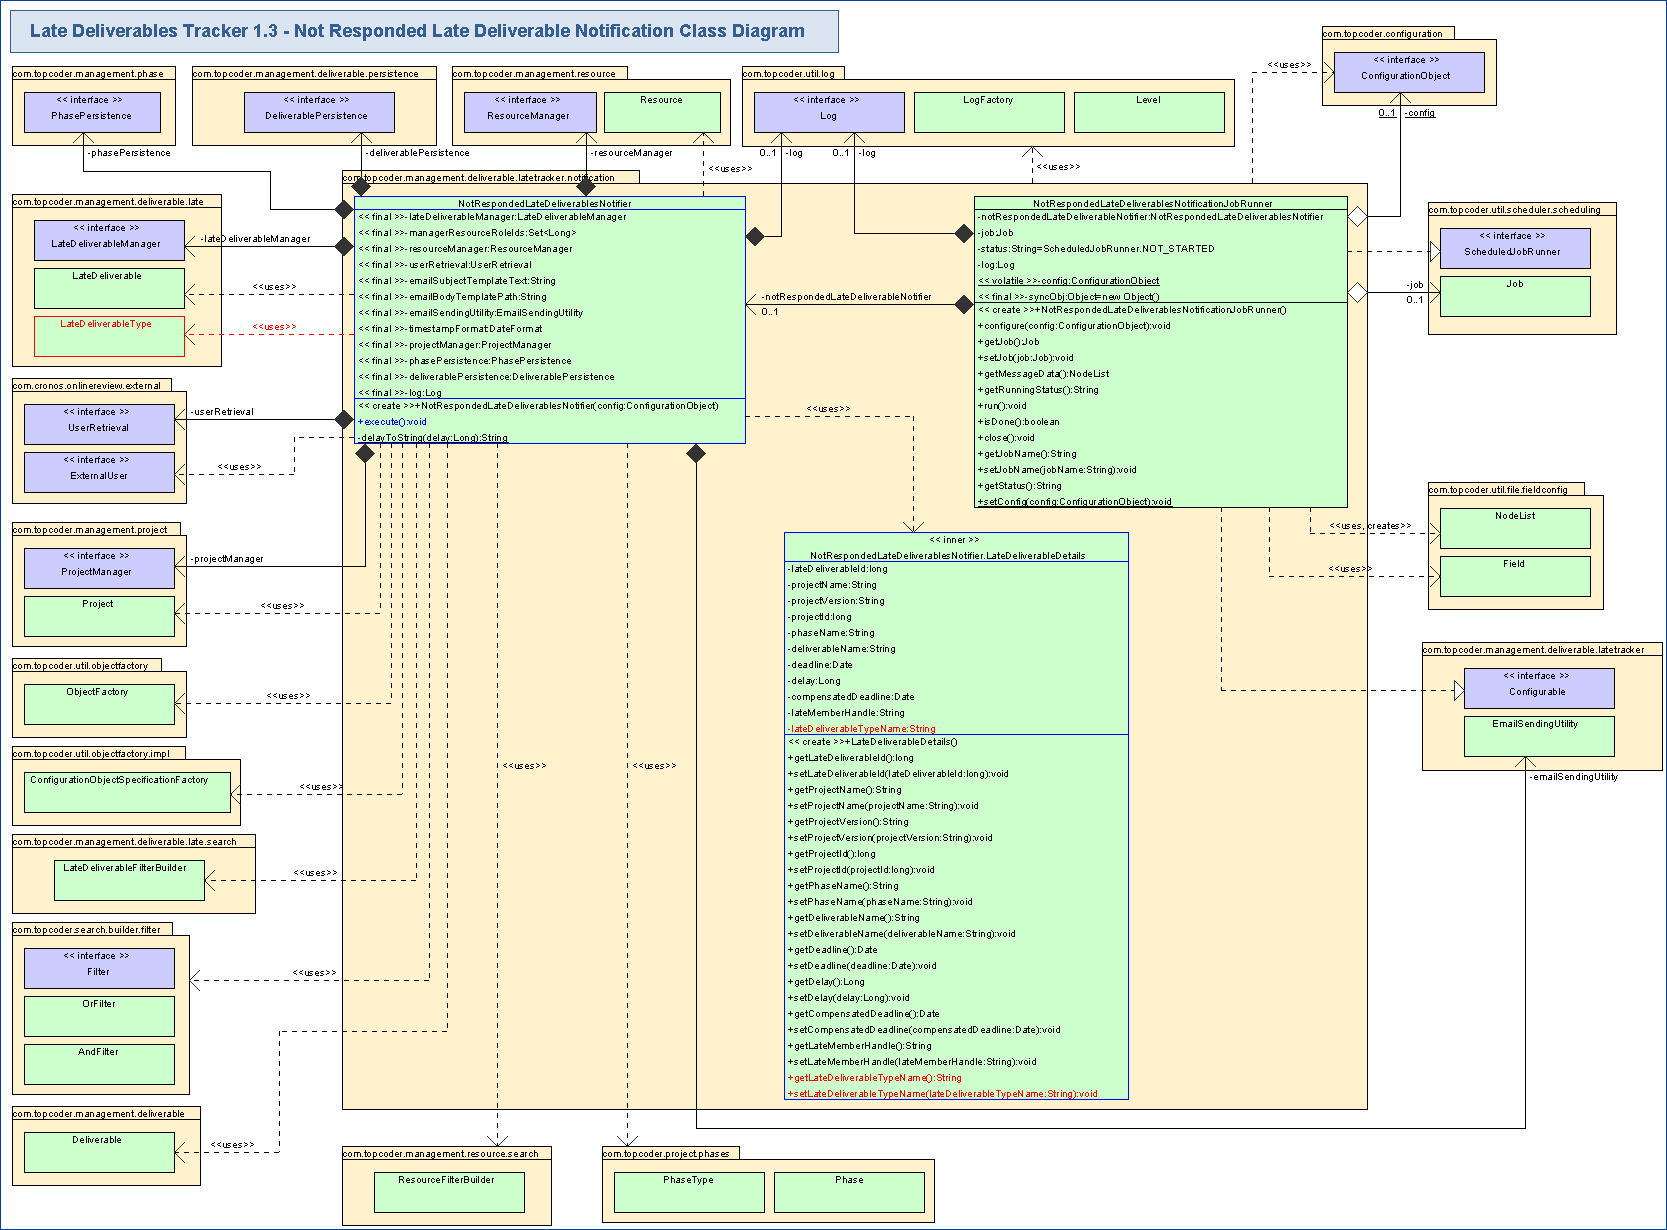 Late Deliverables Tracker 1.3 - Not Responded Late Deliverable Notification Class Diagram
com.topcoder.management.phase
<< interface >>
PhasePersistence
-phasePersistence
com.topcoder.management.deliverable.persistence
<< interface >>
DeliverablePersistence
-deliverablePersistence
com.topcoder.management.resource
<< interface >>
ResourceManager
Resource
-resourceManager
<<uses>>
com.topcoder.util.log
<< interface >>
Log
LogFactory
Level
0..1 -log
0..1 -log
<<uses>>
<<uses>>
com.topcoder.configuration
<< interface >>
ConfigurationObject
0..1 -config
com.topcoder.management.deliverable.latetracker.notification
NotRespondedLateDeliverablesNotifier
<< final >>-lateDeliverableManager:LateDeliverableManager
<< final >>-managerResourceRoleIds:Set<Long>
<< final >>-resourceManager:ResourceManager
<< final >>-userRetrieval:UserRetrieval
<< final >>-emailSubjectTemplateText:String
<< final >>-emailBodyTemplatePath:String
<< final >>-emailSendingUtility:EmailSendingUtility
<< final >>-timestampFormat:DateFormat
<< final >>-projectManager:ProjectManager
<< final >>-phasePersistence:PhasePersistence
<< final >>-deliverablePersistence:DeliverablePersistence
<< final >>-log:Log
<< create >>+NotRespondedLateDeliverablesNotifier(config:ConfigurationObject)
+execute():void
-delayToString(delay:Long):String
NotRespondedLateDeliverablesNotificationJobRunner
-notRespondedLateDeliverableNotifier:NotRespondedLateDeliverablesNotifier
-job:Job
-status:String=ScheduledJobRunner.NOT_STARTED
-log:Log
<< volatile >>-config:ConfigurationObject
<< final >>-syncObj:Object=new Object()
<< create >>+NotRespondedLateDeliverablesNotificationJobRunner()
+configure(config:ConfigurationObject):void
+getJob():Job
+setJob(job:Job):void
+getMessageData():NodeList
+getRunningStatus():String
+run():void
+isDone():boolean
+close():void
+getJobName():String
+setJobName(jobName:String):void
+getStatus():String
+setConfig(config:ConfigurationObject):void
-notRespondedLateDeliverableNotifier
0..1
<<uses>>
com.topcoder.management.deliverable.late
<< interface >>
LateDeliverableManager
LateDeliverable
LateDeliverableType
-lateDeliverableManager
<<uses>>
<<uses>>
com.topcoder.util.scheduler.scheduling
<< interface >>
ScheduledJobRunner
Job
-job
0..1
com.cronos.onlinereview.external
<< interface >>
UserRetrieval
<< interface >>
ExternalUser
-userRetrieval
<<uses>>
com.topcoder.util.file.fieldconfig
NodeList
Field
<<uses, creates>>
<<uses>>
com.topcoder.management.project
<< interface >>
ProjectManager
Project
-projectManager
<<uses>>
<< inner >>
NotRespondedLateDeliverablesNotifier.LateDeliverableDetails
-lateDeliverableId:long
-projectName:String
-projectVersion:String
-projectId:long
-phaseName:String
-deliverableName:String
-deadline:Date
-delay:Long
-compensatedDeadline:Date
-lateMemberHandle:String
-lateDeliverableTypeName:String
<< create >>+LateDeliverableDetails()
+getLateDeliverableId():long
+setLateDeliverableId(lateDeliverableId:long):void
+getProjectName():String
+setProjectName(projectName:String):void
+getProjectVersion():String
+setProjectVersion(projectVersion:String):void
+getProjectId():long
+setProjectId(projectId:long):void
+getPhaseName():String
+setPhaseName(phaseName:String):void
+getDeliverableName():String
+setDeliverableName(deliverableName:String):void
+getDeadline():Date
+setDeadline(deadline:Date):void
+getDelay():Long
+setDelay(delay:Long):void
+getCompensatedDeadline():Date
+setCompensatedDeadline(compensatedDeadline:Date):void
+getLateMemberHandle():String
+setLateMemberHandle(lateMemberHandle:String):void
+getLateDeliverableTypeName():String
+setLateDeliverableTypeName(lateDeliverableTypeName:String):void
com.topcoder.management.deliverable.latetracker
<< interface >>
Configurable
EmailSendingUtility
-emailSendingUtility
com.topcoder.util.objectfactory
ObjectFactory
<<uses>>
com.topcoder.util.objectfactory.impl
ConfigurationObjectSpecificationFactory
<<uses>>
<<uses>>
<<uses>>
com.topcoder.management.deliverable.late.search
LateDeliverableFilterBuilder
<<uses>>
com.topcoder.search.builder.filter
<< interface >>
Filter
OrFilter
AndFilter
<<uses>>
com.topcoder.management.deliverable
Deliverable
<<uses>>
com.topcoder.management.resource.search
ResourceFilterBuilder
com.topcoder.project.phases
PhaseType
Phase